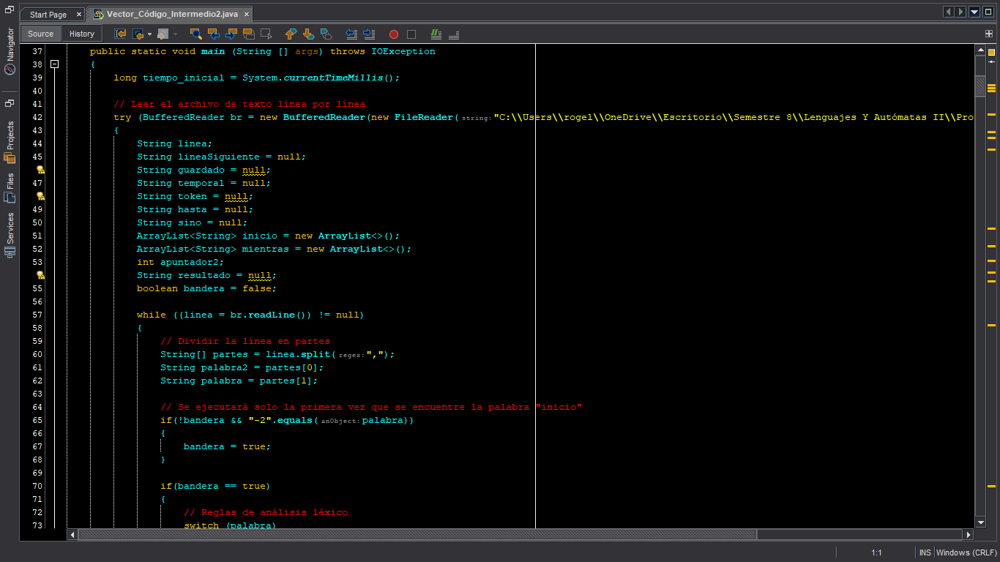 Start Page ×
Vector_Código_Intermedio2.java ×
Source
History
Navigator
Projects
Files
Services
37 public static void main (String [] args) throws IOException
38 {
39 long tiempo_inicial = System.currentTimeMillis();
40
41 // Leer el archivo de texto línea por línea
42 try (BufferedReader br = new BufferedReader(new FileReader( string: "C:\\Users\\rogel\\OneDrive\\Escritorio\\Semestre 8\\Lenguajes Y Autómatas II\\Pro
43 {
44 String linea;
45 String lineaSiguiente = null;
String guardado = null;
47 String temporal = null;
String token = null;
49 String hasta = null;
50 String sino = null;
51 ArrayList<String> inicio = new ArrayList<>();
52 ArrayList<String> mientras = new ArrayList<>();
53 int apuntador2;
String resultado = null;
55 boolean bandera = false;
56
57 while ((linea = br.readLine()) != null)
58 {
59 // Dividir la línea en partes
60 String[] partes = linea.split( regex: ",");
61 String palabra2 = partes[0];
62 String palabra = partes[1];
63
64 // Se ejecutará solo la primera vez que se encuentre la palabra "inicio"
65 if(!bandera && "-2".equals( anObject: palabra))
66 {
67 bandera = true;
68 }
69
70 if(bandera == true)
71 {
72 // Reglas de análisis léxico
73 switch (palabra)
1:1
INS
Windows (CRLF)